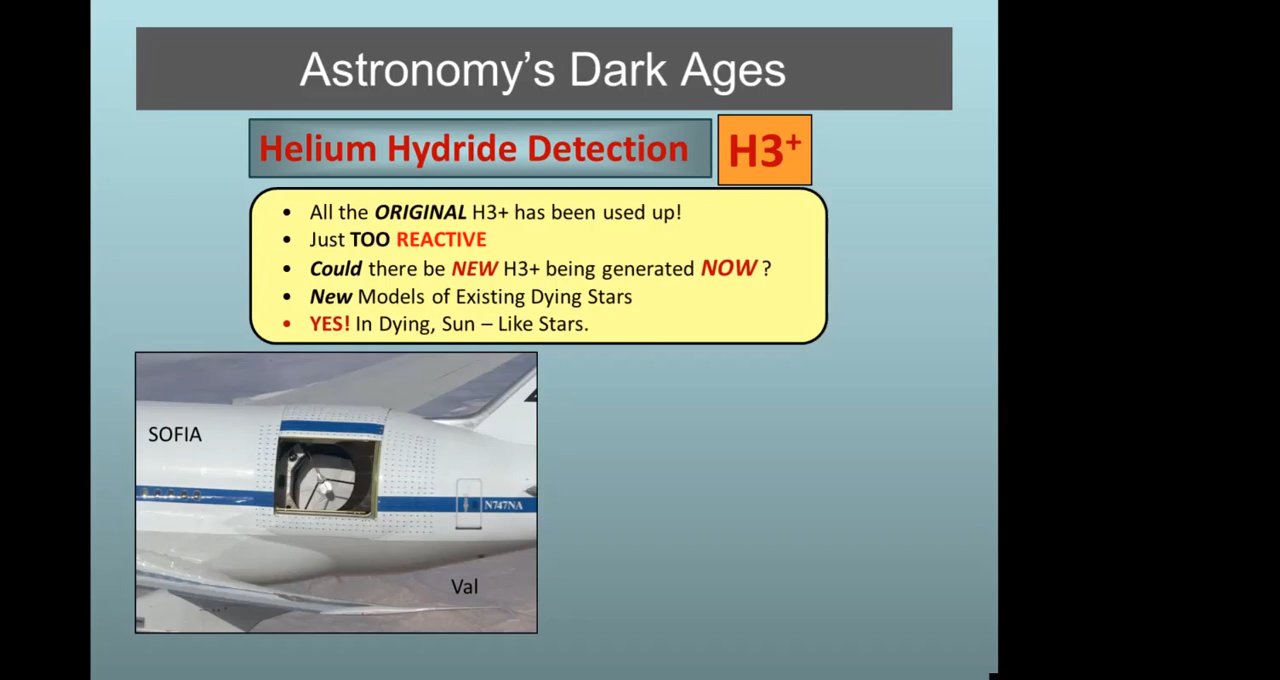 Astronomy’s Dark Ages
Helium Hydride Detection
H3⁺
• All the ORIGINAL H3+ has been used up!
• Just TOO REACTIVE
• Could there be NEW H3+ being generated NOW ?
• New Models of Existing Dying Stars
• YES! In Dying, Sun – Like Stars.
SOFIA
N747NA
Val